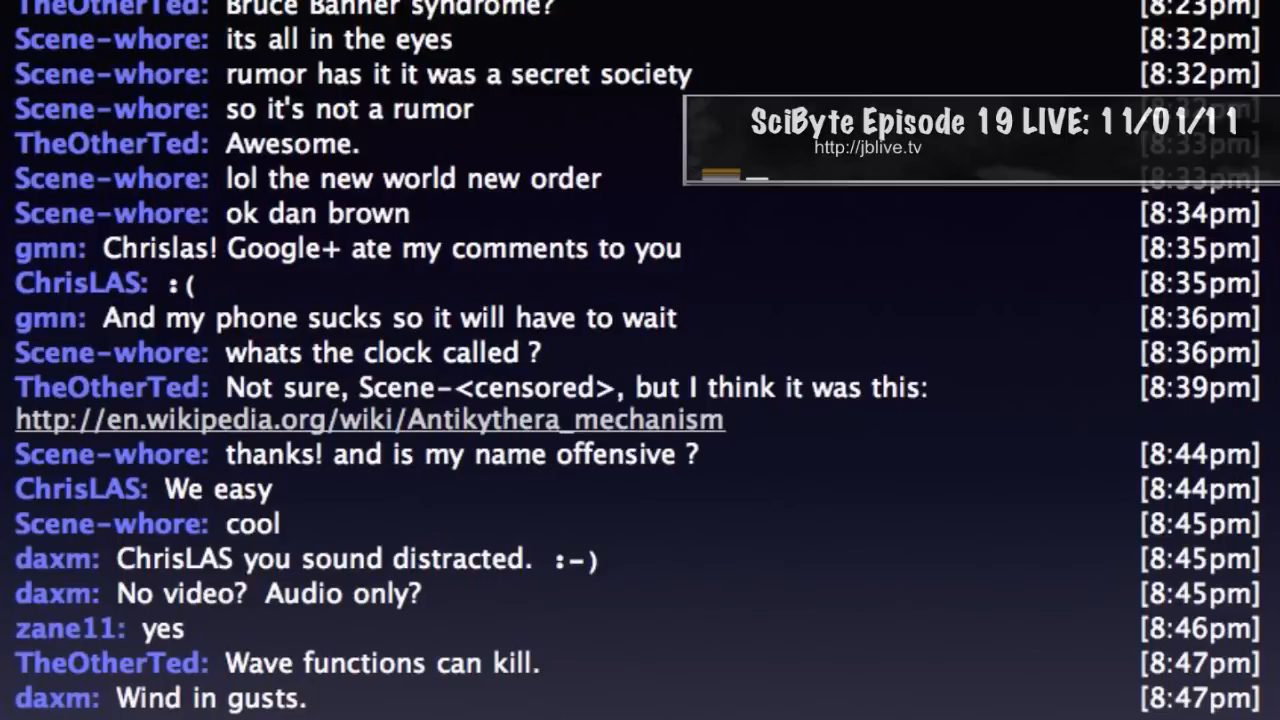 TheOtherTed: Bruce Banner syndrome? [8:23pm]
Scene-whore: its all in the eyes [8:32pm]
Scene-whore: rumor has it it was a secret society [8:32pm]
Scene-whore: so it's not a rumor [8:32pm]
SciByte Episode 19 LIVE: 11/01/11
http://jblive.tv
TheOtherTed: Awesome. [8:33pm]
Scene-whore: lol the new world new order [8:33pm]
Scene-whore: ok dan brown [8:34pm]
gmn: Chrislas! Google+ ate my comments to you [8:35pm]
ChrisLAS: :( [8:35pm]
gmn: And my phone sucks so it will have to wait [8:36pm]
Scene-whore: whats the clock called ? [8:36pm]
TheOtherTed: Not sure, Scene-<censored>, but I think it was this: [8:39pm]
http://en.wikipedia.org/wiki/Antikythera_mechanism
Scene-whore: thanks! and is my name offensive ? [8:44pm]
ChrisLAS: We easy [8:44pm]
Scene-whore: cool [8:45pm]
daxm: ChrisLAS you sound distracted. :-) [8:45pm]
daxm: No video? Audio only? [8:45pm]
zane11: yes [8:46pm]
TheOtherTed: Wave functions can kill. [8:47pm]
daxm: Wind in gusts. [8:47pm]